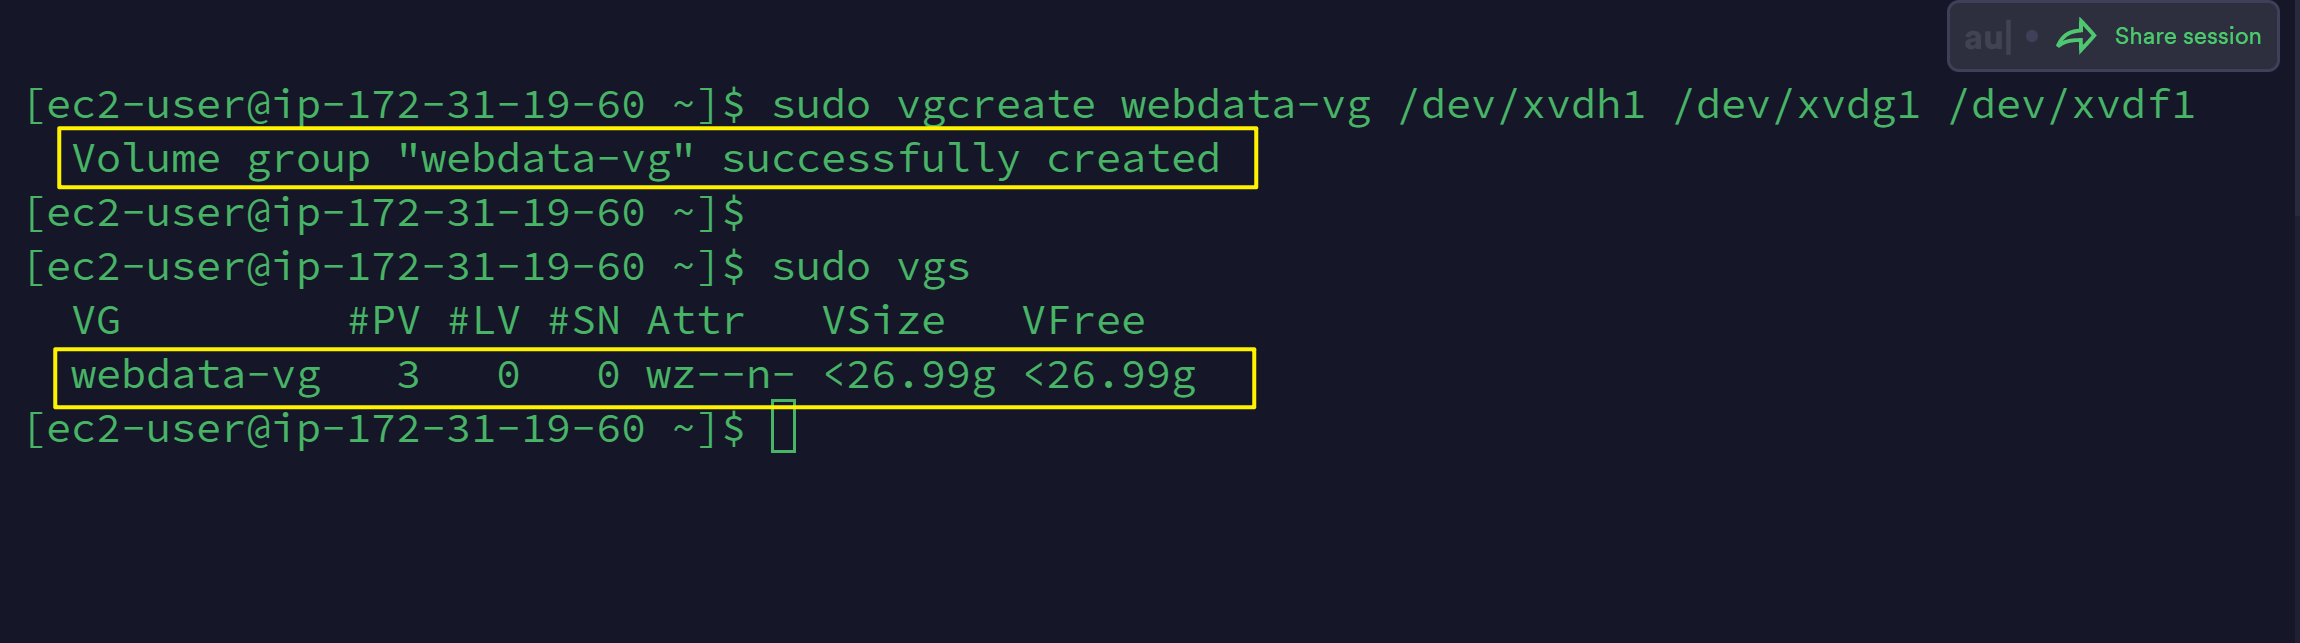 au| • Share session
[ec2-user@ip-172-31-19-60 ~]$ sudo vgcreate webdata-vg /dev/xvdh1 /dev/xvdg1 /dev/xvdf1
  Volume group "webdata-vg" successfully created
[ec2-user@ip-172-31-19-60 ~]$
[ec2-user@ip-172-31-19-60 ~]$ sudo vgs
  VG         #PV #LV #SN Attr   VSize   VFree
  webdata-vg   3   0   0 wz--n- <26.99g <26.99g
[ec2-user@ip-172-31-19-60 ~]$